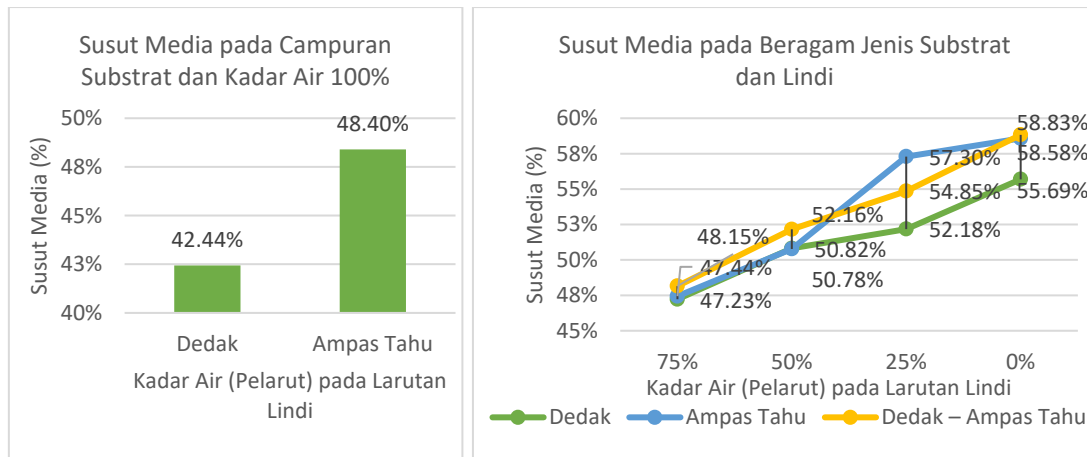 Susut Media pada Campuran
Substrat dan Kadar Air 100%
Susut Media (%)
50%
48%
45%
43%
40%
48.40%
42.44%
Dedak
Ampas Tahu
Kadar Air (Pelarut) pada Larutan
Lindi
Susut Media pada Beragam Jenis Substrat
dan Lindi
Susut Media (%)
60%
58%
55%
53%
50%
48%
45%
58.83%
58.58%
55.69%
57.30%
54.85%
52.18%
52.16%
50.82%
50.78%
48.15%
47.44%
47.23%
75%
50%
25%
0%
Kadar Air (Pelarut) pada Larutan Lindi
Dedak
Ampas Tahu
Dedak – Ampas Tahu